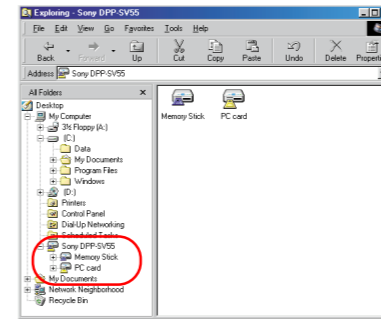 Exploring - Sony DPP-SV55
File Edit View Go Favorites Tools Help
Back Forward Up Cut Copy Paste Undo Delete Properti
Address Sony DPP-SV55
All Folders
Desktop
My Computer
3½ Floppy (A:)
(C:)
Data
My Documents
Program Files
Windows
(D:)
Printers
Control Panel
Dial-Up Networking
Scheduled Tasks
Sony DPP-SV55
Memory Stick
PC card
My Documents
Network Neighborhood
Recycle Bin
Memory Stick PC card